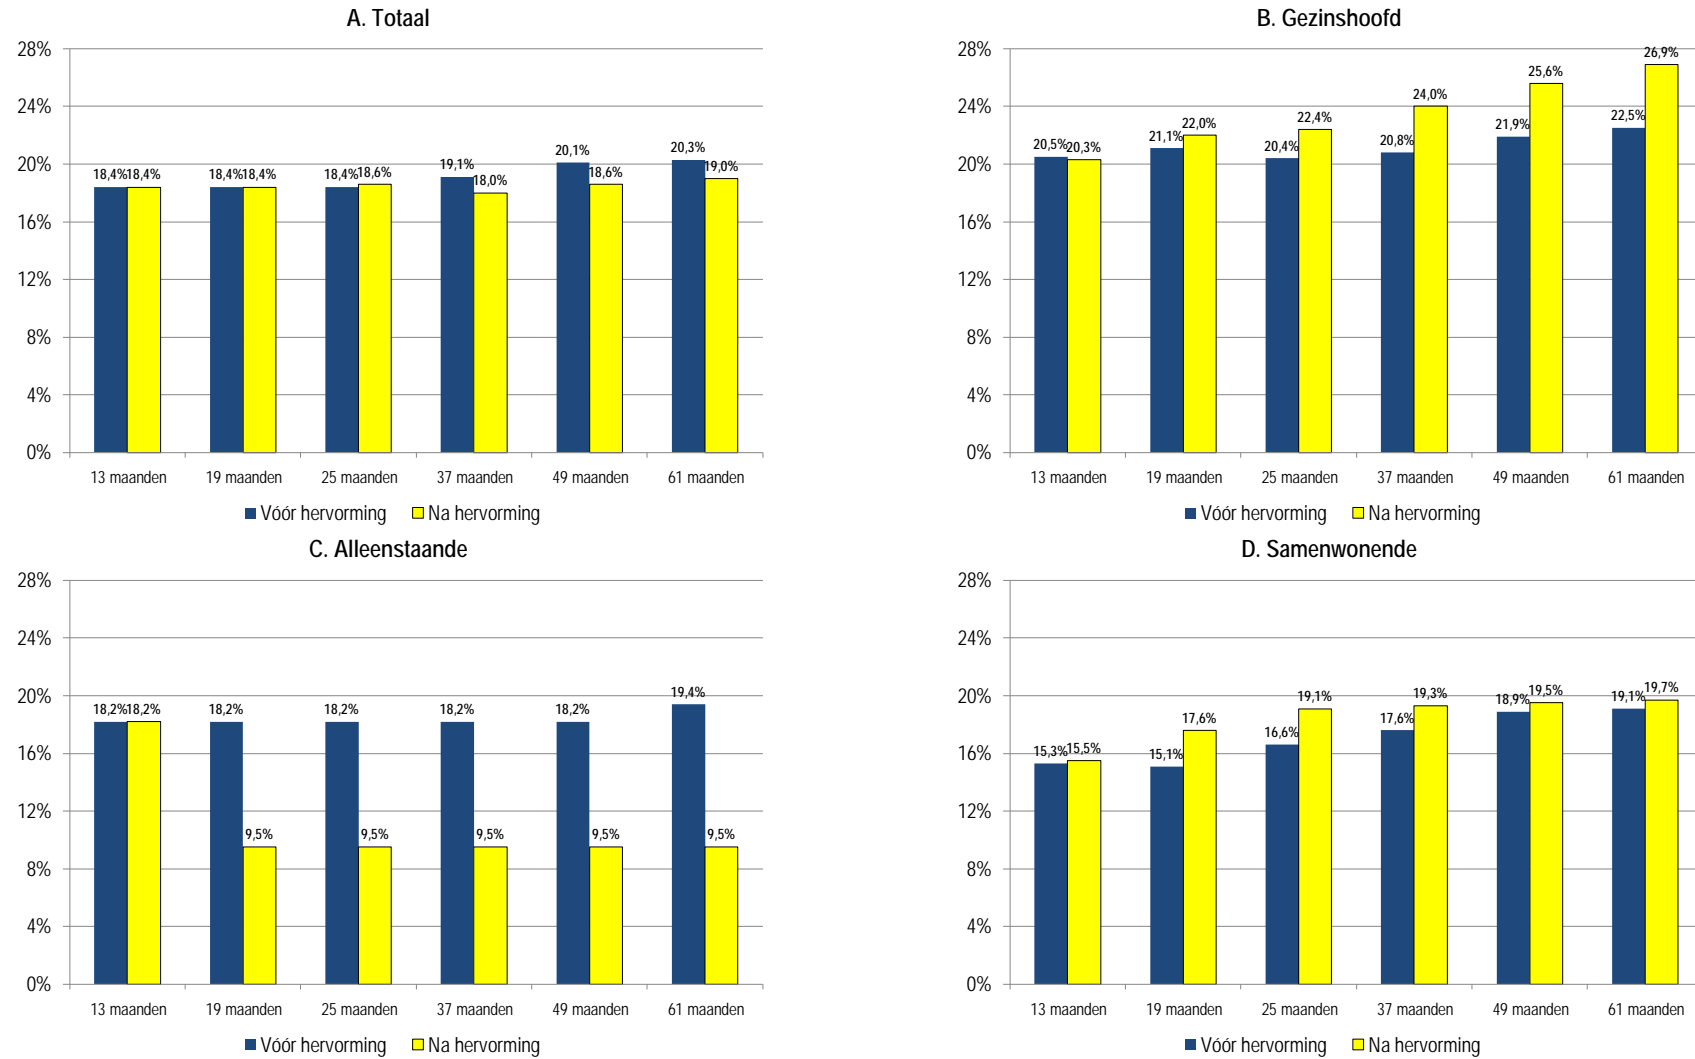 A. Totaal
28%
24%
20%
16%
12%
8%
4%
0%
18,4% 18,4% 18,4% 18,4% 18,4% 18,6% 19,1% 18,0% 20,1% 18,6% 20,3% 19,0%
13 maanden 19 maanden 25 maanden 37 maanden 49 maanden 61 maanden
Vóór hervorming Na hervorming
B. Gezinshoofd
28%
24%
20%
16%
12%
8%
4%
0%
20,5% 20,3% 21,1% 22,0% 20,4% 22,4% 20,8% 24,0% 21,9% 25,6% 22,5% 26,9%
13 maanden 19 maanden 25 maanden 37 maanden 49 maanden 61 maanden
Vóór hervorming Na hervorming
C. Alleenstaande
28%
24%
20%
16%
12%
8%
4%
0%
18,2% 18,2% 18,2% 9,5% 18,2% 9,5% 18,2% 9,5% 18,2% 9,5% 19,4% 9,5%
13 maanden 19 maanden 25 maanden 37 maanden 49 maanden 61 maanden
Vóór hervorming Na hervorming
D. Samenwonende
28%
24%
20%
16%
12%
8%
4%
0%
15,3% 15,5% 15,1% 17,6% 16,6% 19,1% 17,6% 19,3% 18,9% 19,5% 19,1% 19,7%
13 maanden 19 maanden 25 maanden 37 maanden 49 maanden 61 maanden
Vóór hervorming Na hervorming